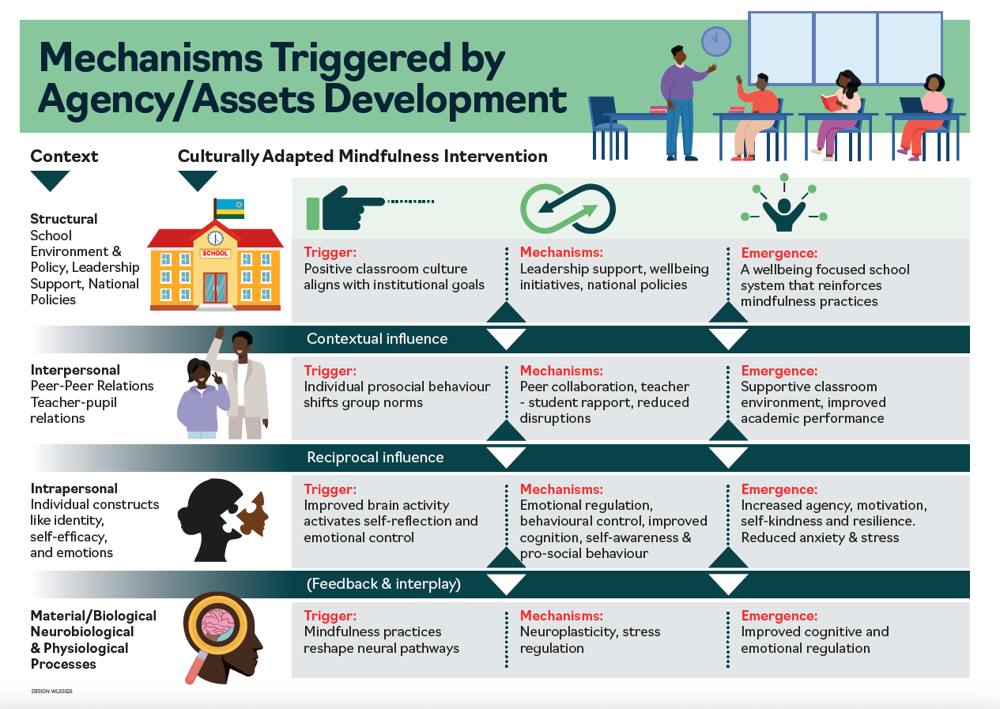 Mechanisms Triggered by
Agency/Assets Development
Context
Culturally Adapted Mindfulness Intervention
Structural
School
Environment &
Policy, Leadership
Support, National
Policies
SCHOOL
Trigger:
Positive classroom culture
aligns with institutional goals
Mechanisms:
Leadership support, wellbeing
initiatives, national policies
Emergence:
A wellbeing focused school
system that reinforces
mindfulness practices
Contextual influence
Interpersonal
Peer-Peer Relations
Teacher-pupil
relations
Trigger:
Individual prosocial behaviour
shifts group norms
Mechanisms:
Peer collaboration, teacher
- student rapport, reduced
disruptions
Emergence:
Supportive classroom
environment, improved
academic performance
Reciprocal influence
Intrapersonal
Individual constructs
like identity,
self-efficacy,
and emotions
Trigger:
Improved brain activity
activates self-reflection and
emotional control
Mechanisms:
Emotional regulation,
behavioural control, improved
cognition, self-awareness &
pro-social behaviour
Emergence:
Increased agency, motivation,
self-kindness and resilience.
Reduced anxiety & stress
(Feedback & interplay)
Material/Biological
Neurobiological
& Physiological
Processes
Trigger:
Mindfulness practices
reshape neural pathways
Mechanisms:
Neuroplasticity, stress
regulation
Emergence:
Improved cognitive and
emotional regulation
DESIGN: WLS0325